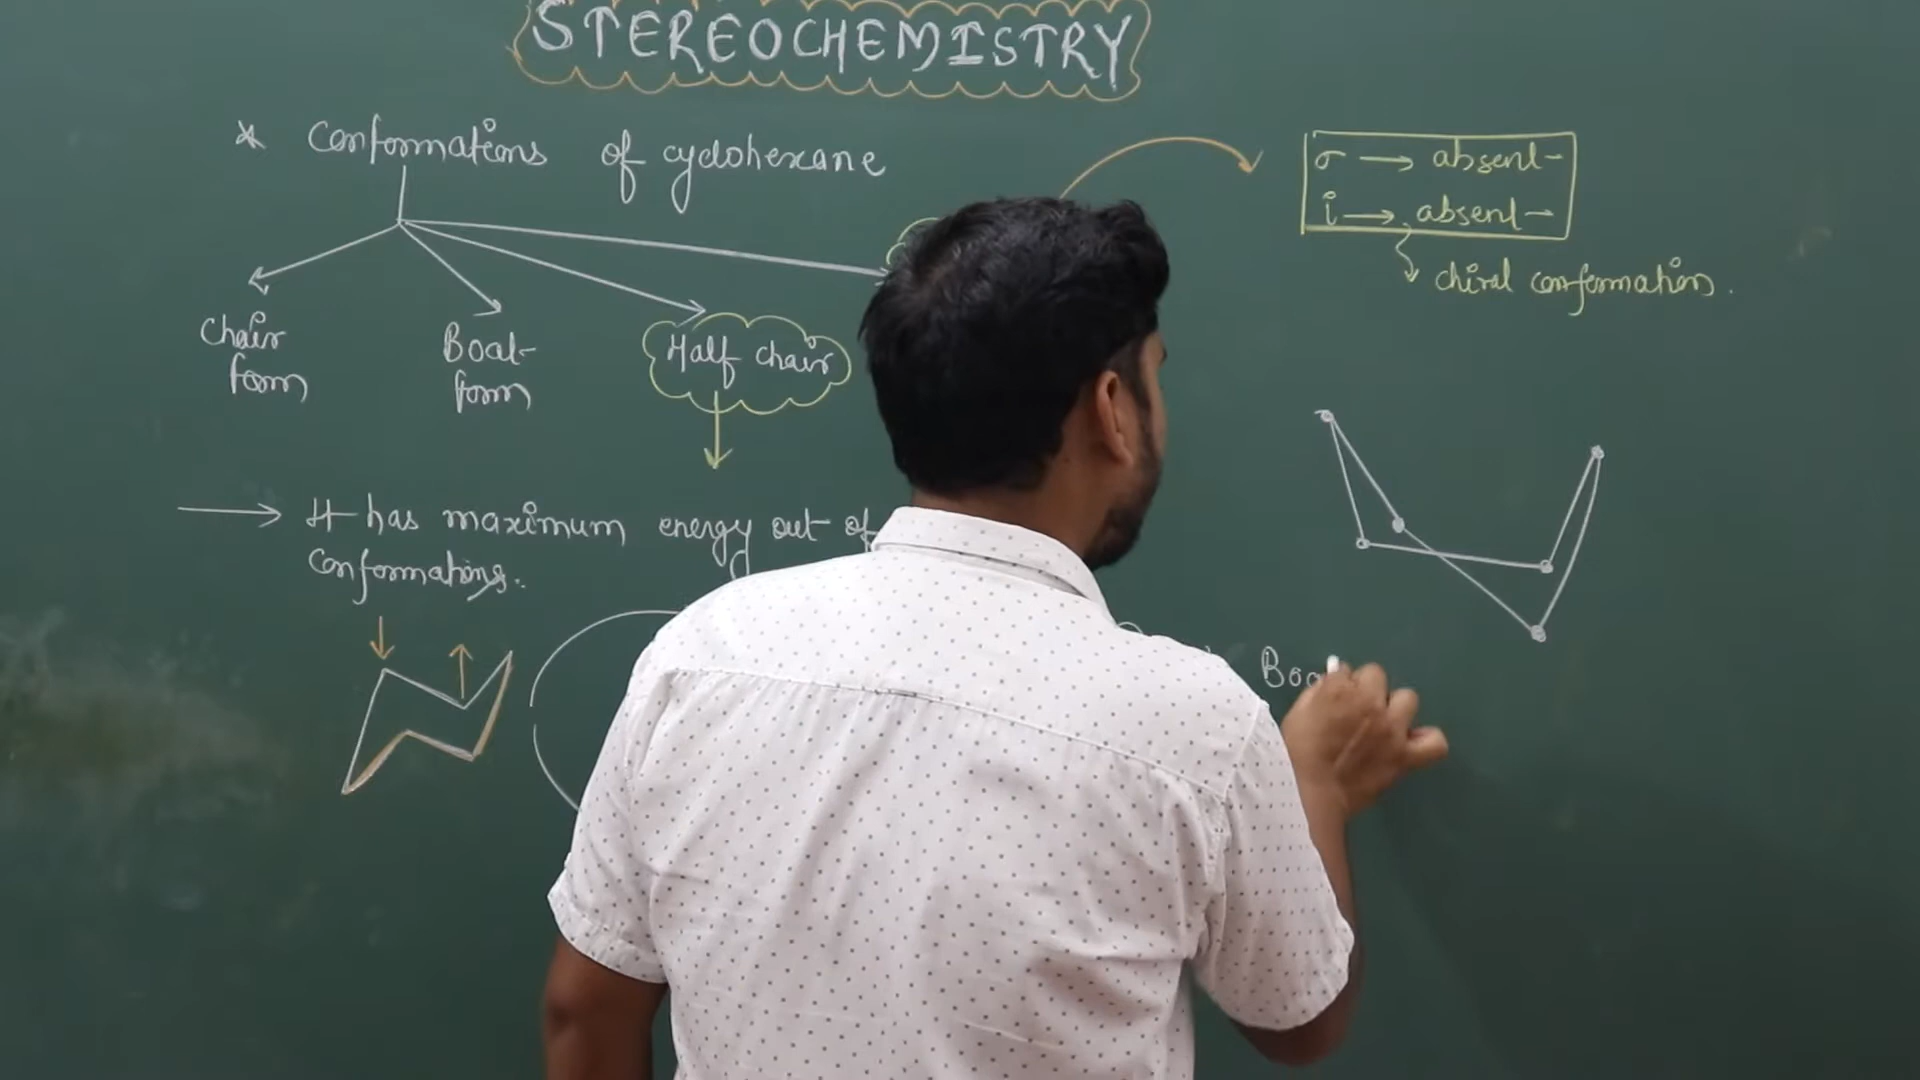 STEREOCHEMISTRY
* Conformations of cyclohexane
σ → absent
i → absent
chiral conformation.
Chair form
Boat form
Half chair
→ It has maximum energy out of
conformations.